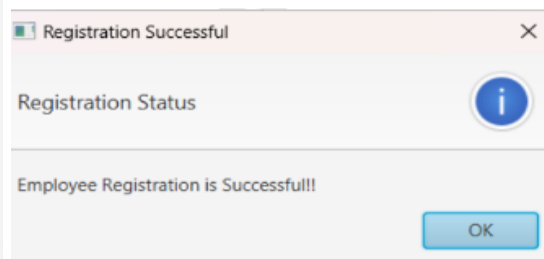 Registration Successful
Registration Status
Employee Registration is Successful!!
OK